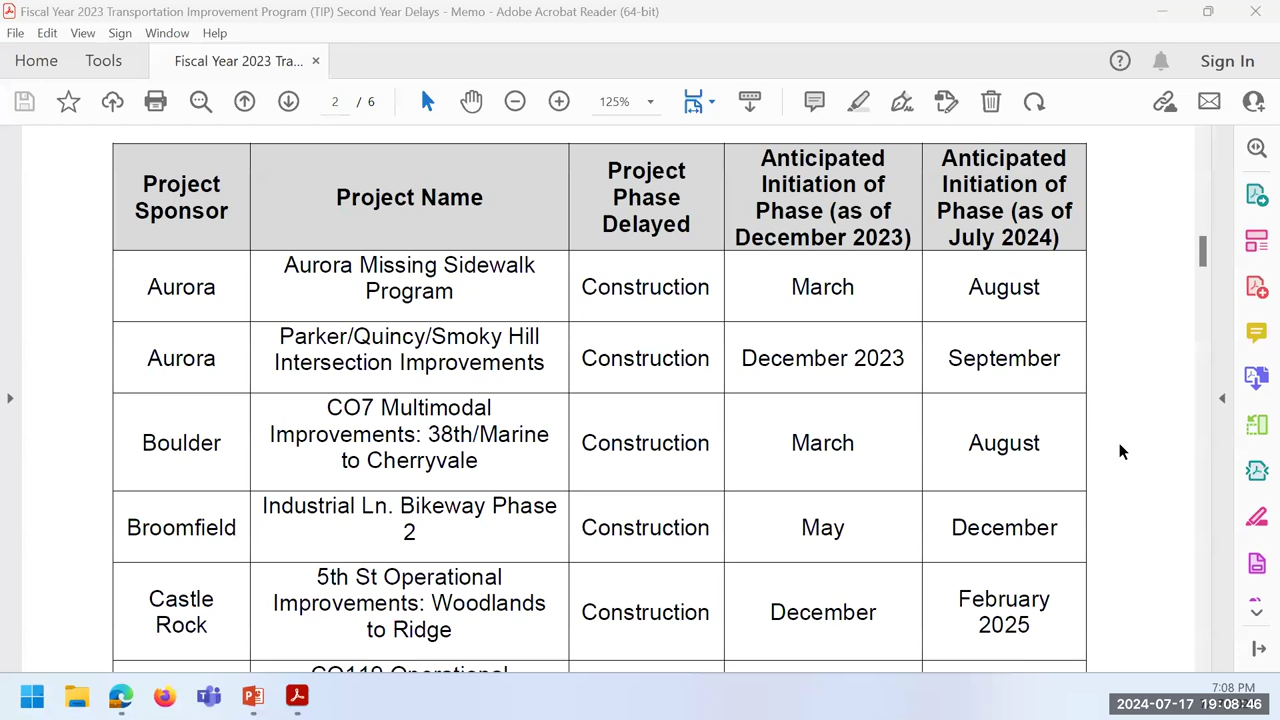 Fiscal Year 2023 Transportation Improvement Program (TIP) Second Year Delays - Memo - Adobe Acrobat Reader (64-bit)
File Edit View Sign Window Help
Home Tools Fiscal Year 2023 Tra... × Sign In
2 / 6 125%
Project Sponsor
Project Name
Project Phase Delayed
Anticipated Initiation of Phase (as of December 2023)
Anticipated Initiation of Phase (as of July 2024)
Aurora
Aurora Missing Sidewalk
Program
Construction
March
August
Aurora
Parker/Quincy/Smoky Hill
Intersection Improvements
Construction
December 2023
September
Boulder
CO7 Multimodal
Improvements: 38th/Marine
to Cherryvale
Construction
March
August
Broomfield
Industrial Ln. Bikeway Phase
2
Construction
May
December
Castle
Rock
5th St Operational
Improvements: Woodlands
to Ridge
Construction
December
February
2025
CO119 Operational
7:08 PM
2024-07-17 19:08:46